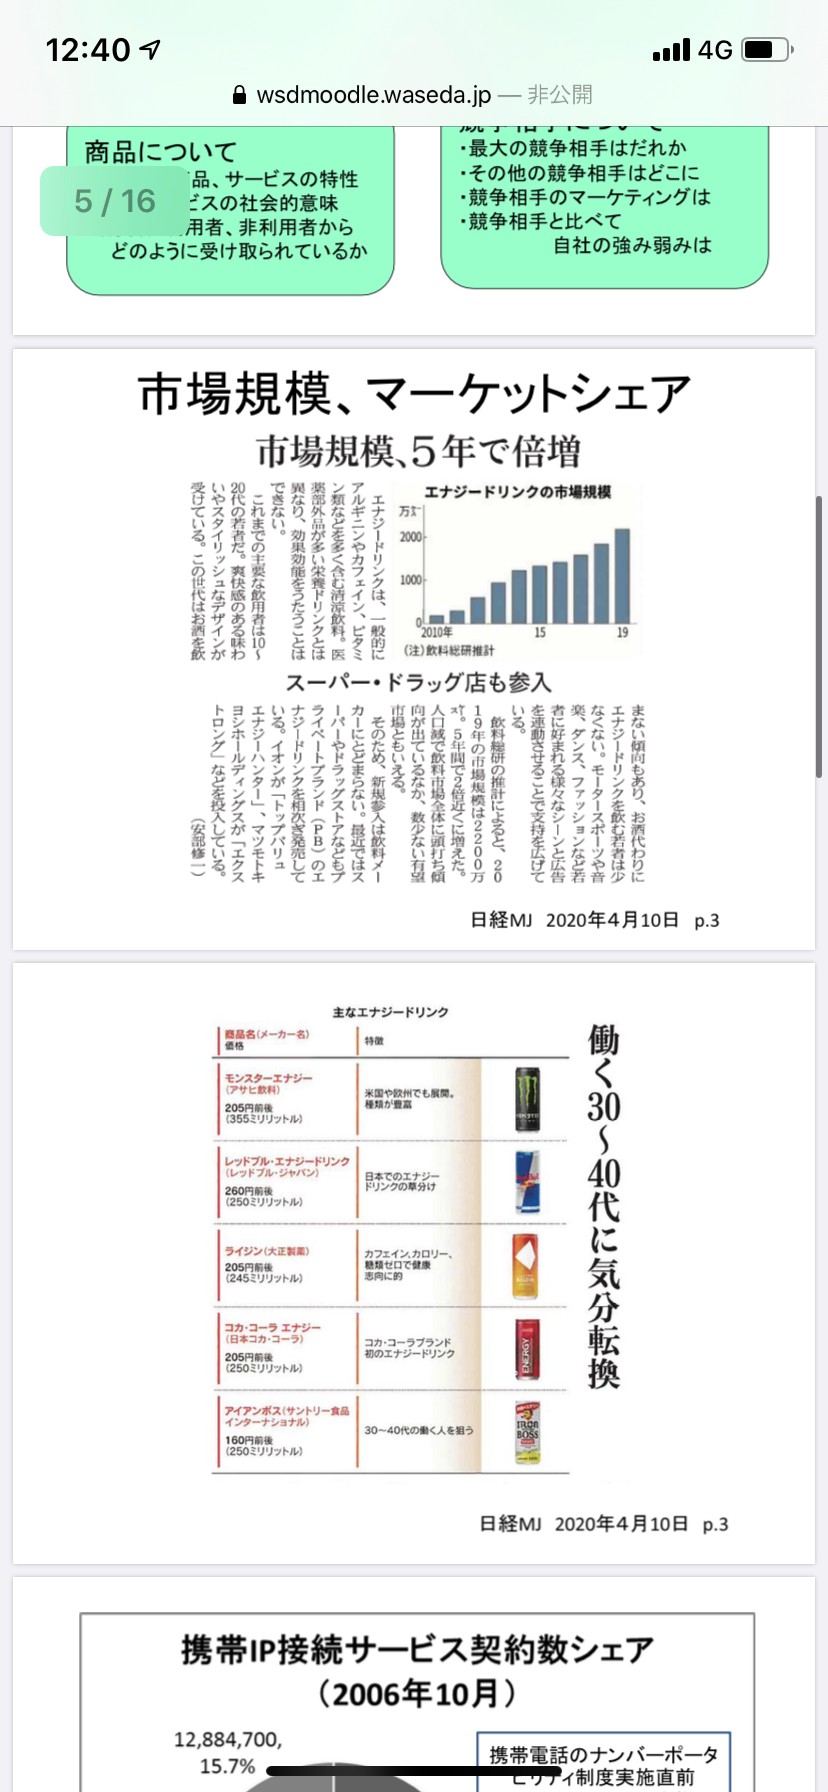 12:40
4G
wsdmoodle.waseda.jp — 非公開
商品について
品、サービスの特性
ビスの社会的意味
用者、非利用者から
どのように受け取られているか
5 / 16
競争相手について
・最大の競争相手はだれか
・その他の競争相手はどこに
・競争相手のマーケティングは
・競争相手と比べて
自社の強み弱みは
市場規模、マーケットシェア
市場規模、5年で倍増
エナジードリンクの市場規模
万ケース
2000
1000
0
2010年
15
19
(注)飲料総研推計
エナジードリンクは、一般的に
アルギニンやカフェイン、ビタミ
ン類などを多く含む清涼飲料。医
薬部外品が多い栄養ドリンクとは
異なり、効果効能をうたうことは
できない。
これまでの主要な飲用者は10~
20代の若者だ。爽快感のある味わ
いやスタイリッシュなデザインが
受けている。この世代はお酒を飲
スーパー・ドラッグ店も参入
まない傾向もあり、お酒代わりに
エナジードリンクを飲む若者は少
なくない。モータースポーツや音
楽、ダンス、ファッションなど若
者に好まれる様々なシーンと広告
を連動させることで支持を広げて
いる。
飲料総研の推計によると、20
19年の市場規模は2200万
ケース。5年間で2倍近くに増えた。
人口減で飲料市場全体に頭打ち傾
向が出ているなか、数少ない有望
市場ともいえる。
そのため、新規参入は飲料メー
カーにとどまらない。最近ではス
ーパーやドラッグストアなどもプ
ライベートブランド(PB)のエ
ナジードリンクを相次ぎ発売して
いる。イオンが「トップバリュ
エナジーハンター」、マツモトキ
ヨシホールディングスが「エクス
トロング」などを投入している。
(安部修一)
日経MJ 2020年4月10日 p.3
主なエナジードリンク
商品名(メーカー名)
価格
特徴
モンスターエナジー
(アサヒ飲料)
205円前後
(355ミリリットル)
米国や欧州でも展開。
種類が豊富
レッドブル・エナジードリンク
(レッドブル・ジャパン)
260円前後
(250ミリリットル)
日本でのエナジー
ドリンクの草分け
ライジン(大正製薬)
205円前後
(245ミリリットル)
カフェイン、カロリー、
糖類ゼロで健康
志向に的
コカ・コーラ エナジー
(日本コカ・コーラ)
205円前後
(250ミリリットル)
コカ・コーラブランド
初のエナジードリンク
ENERGY
アイアンボス(サントリー食品
インターナショナル)
160円前後
(250ミリリットル)
30~40代の働く人を狙う
IRON
BOSS
働く30~40代に気分転換
日経MJ 2020年4月10日 p.3
携帯IP接続サービス契約数シェア
(2006年10月)
12,884,700,
15.7%
携帯電話のナンバーポータ
ビリティ制度実施直前